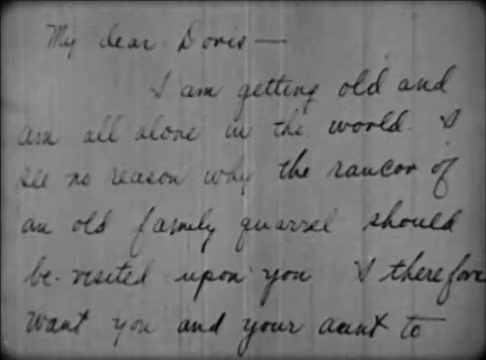 My dear Doris—
I am getting old and
am all alone in the world. I
see no reason why the rancor of
an old family quarrel should
be visited upon you I therefore
want you and your aunt to